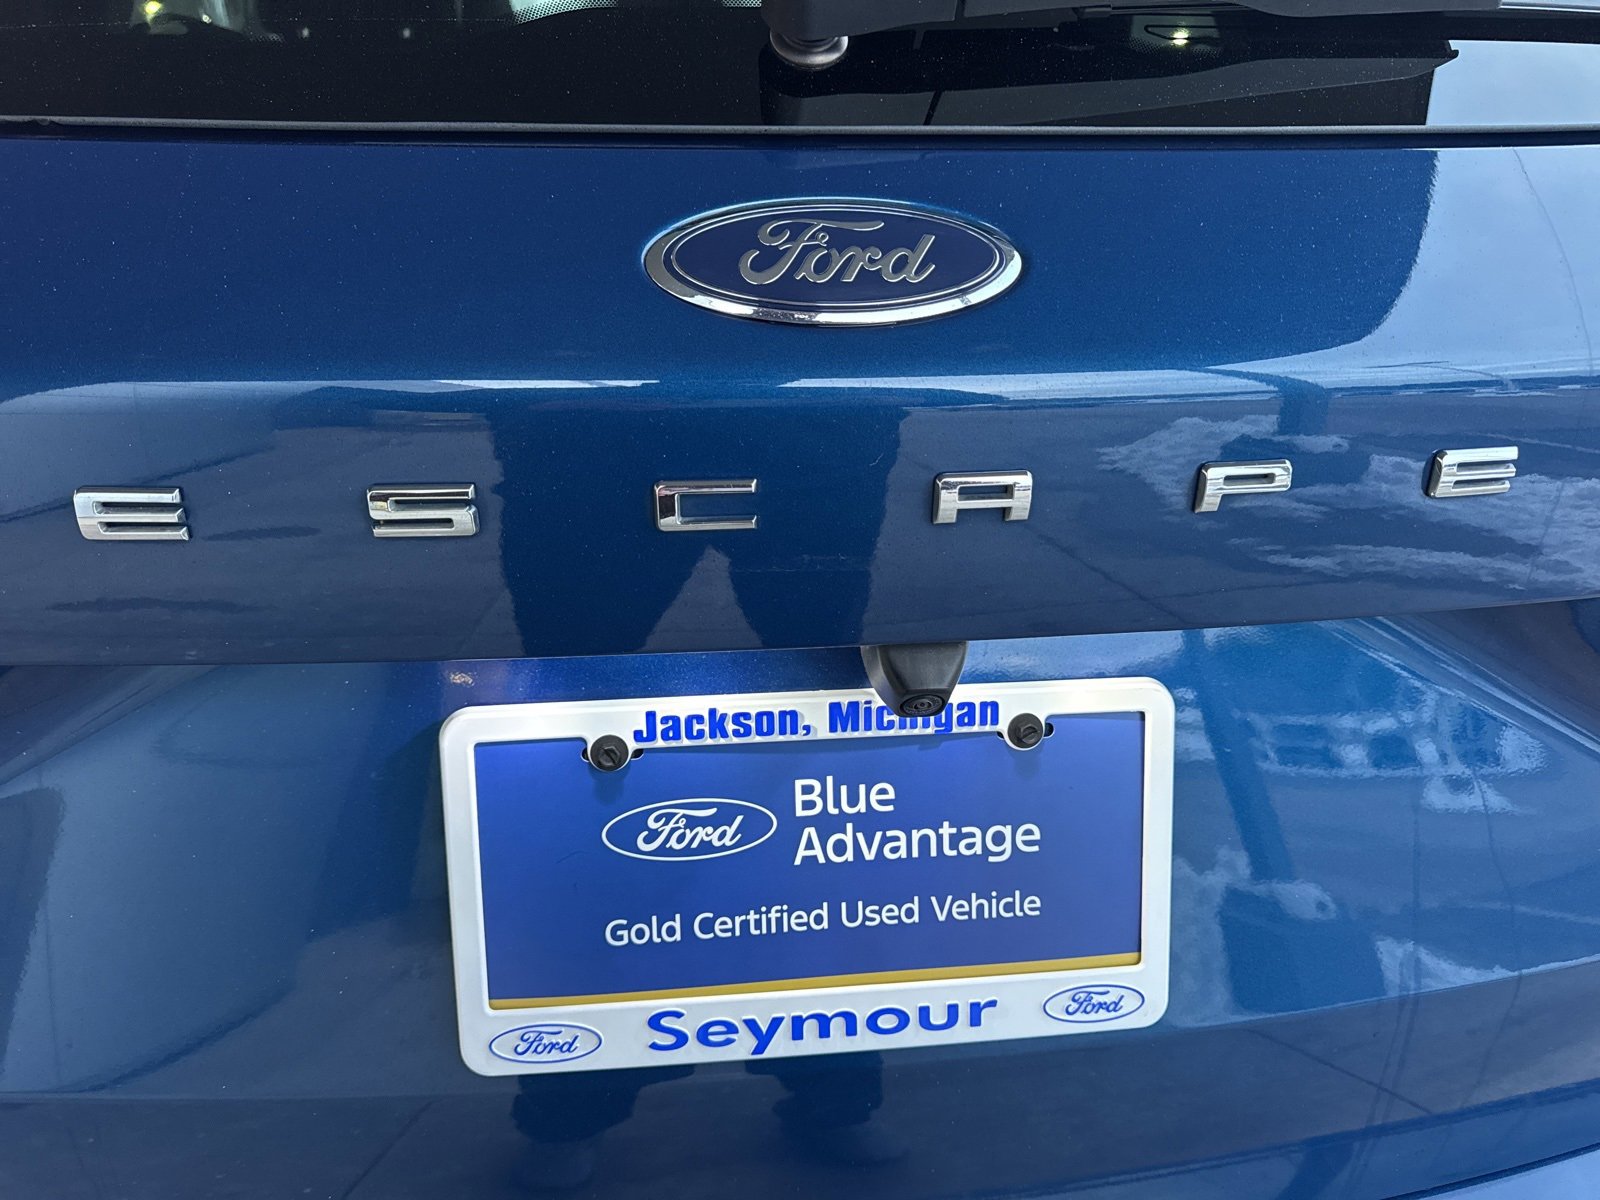 Ford
ESCAPE
Jackson, Michigan
Ford
Blue
Advantage
Gold Certified Used Vehicle
Ford
Seymour
Ford